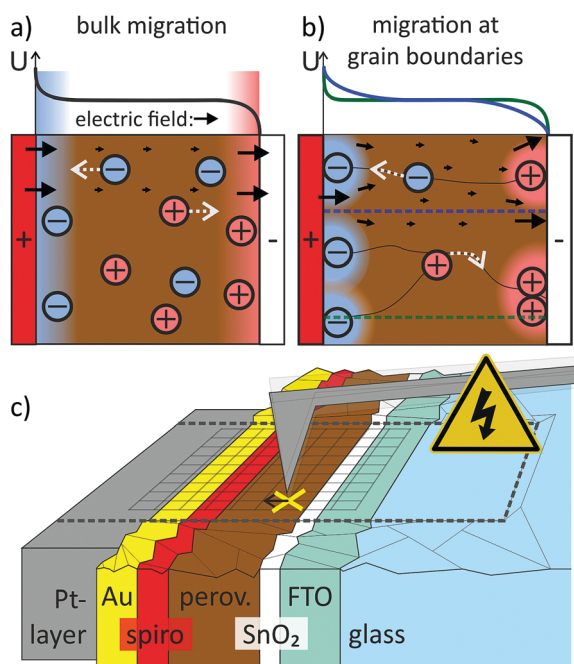 a)
bulk migration
b)
migration at
grain boundaries
U
U
electric field:
+
-
+
-
c)
Pt-
layer
Au
spiro
perov.
SnO₂
FTO
glass